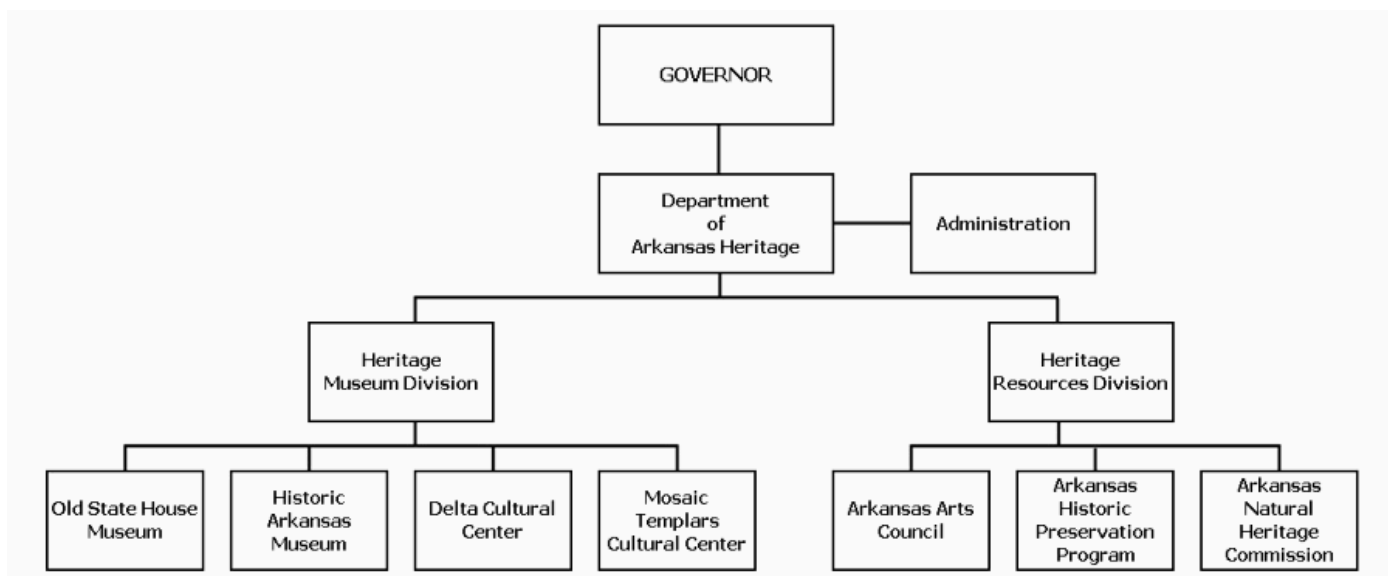 GOVERNOR
Department
of
Arkansas Heritage
Administration
Heritage
Museum Division
Heritage
Resources Division
Old State House
Museum
Historic
Arkansas
Museum
Delta Cultural
Center
Mosaic
Templars
Cultural Center
Arkansas Arts
Council
Arkansas
Historic
Preservation
Program
Arkansas
Natural
Heritage
Commission